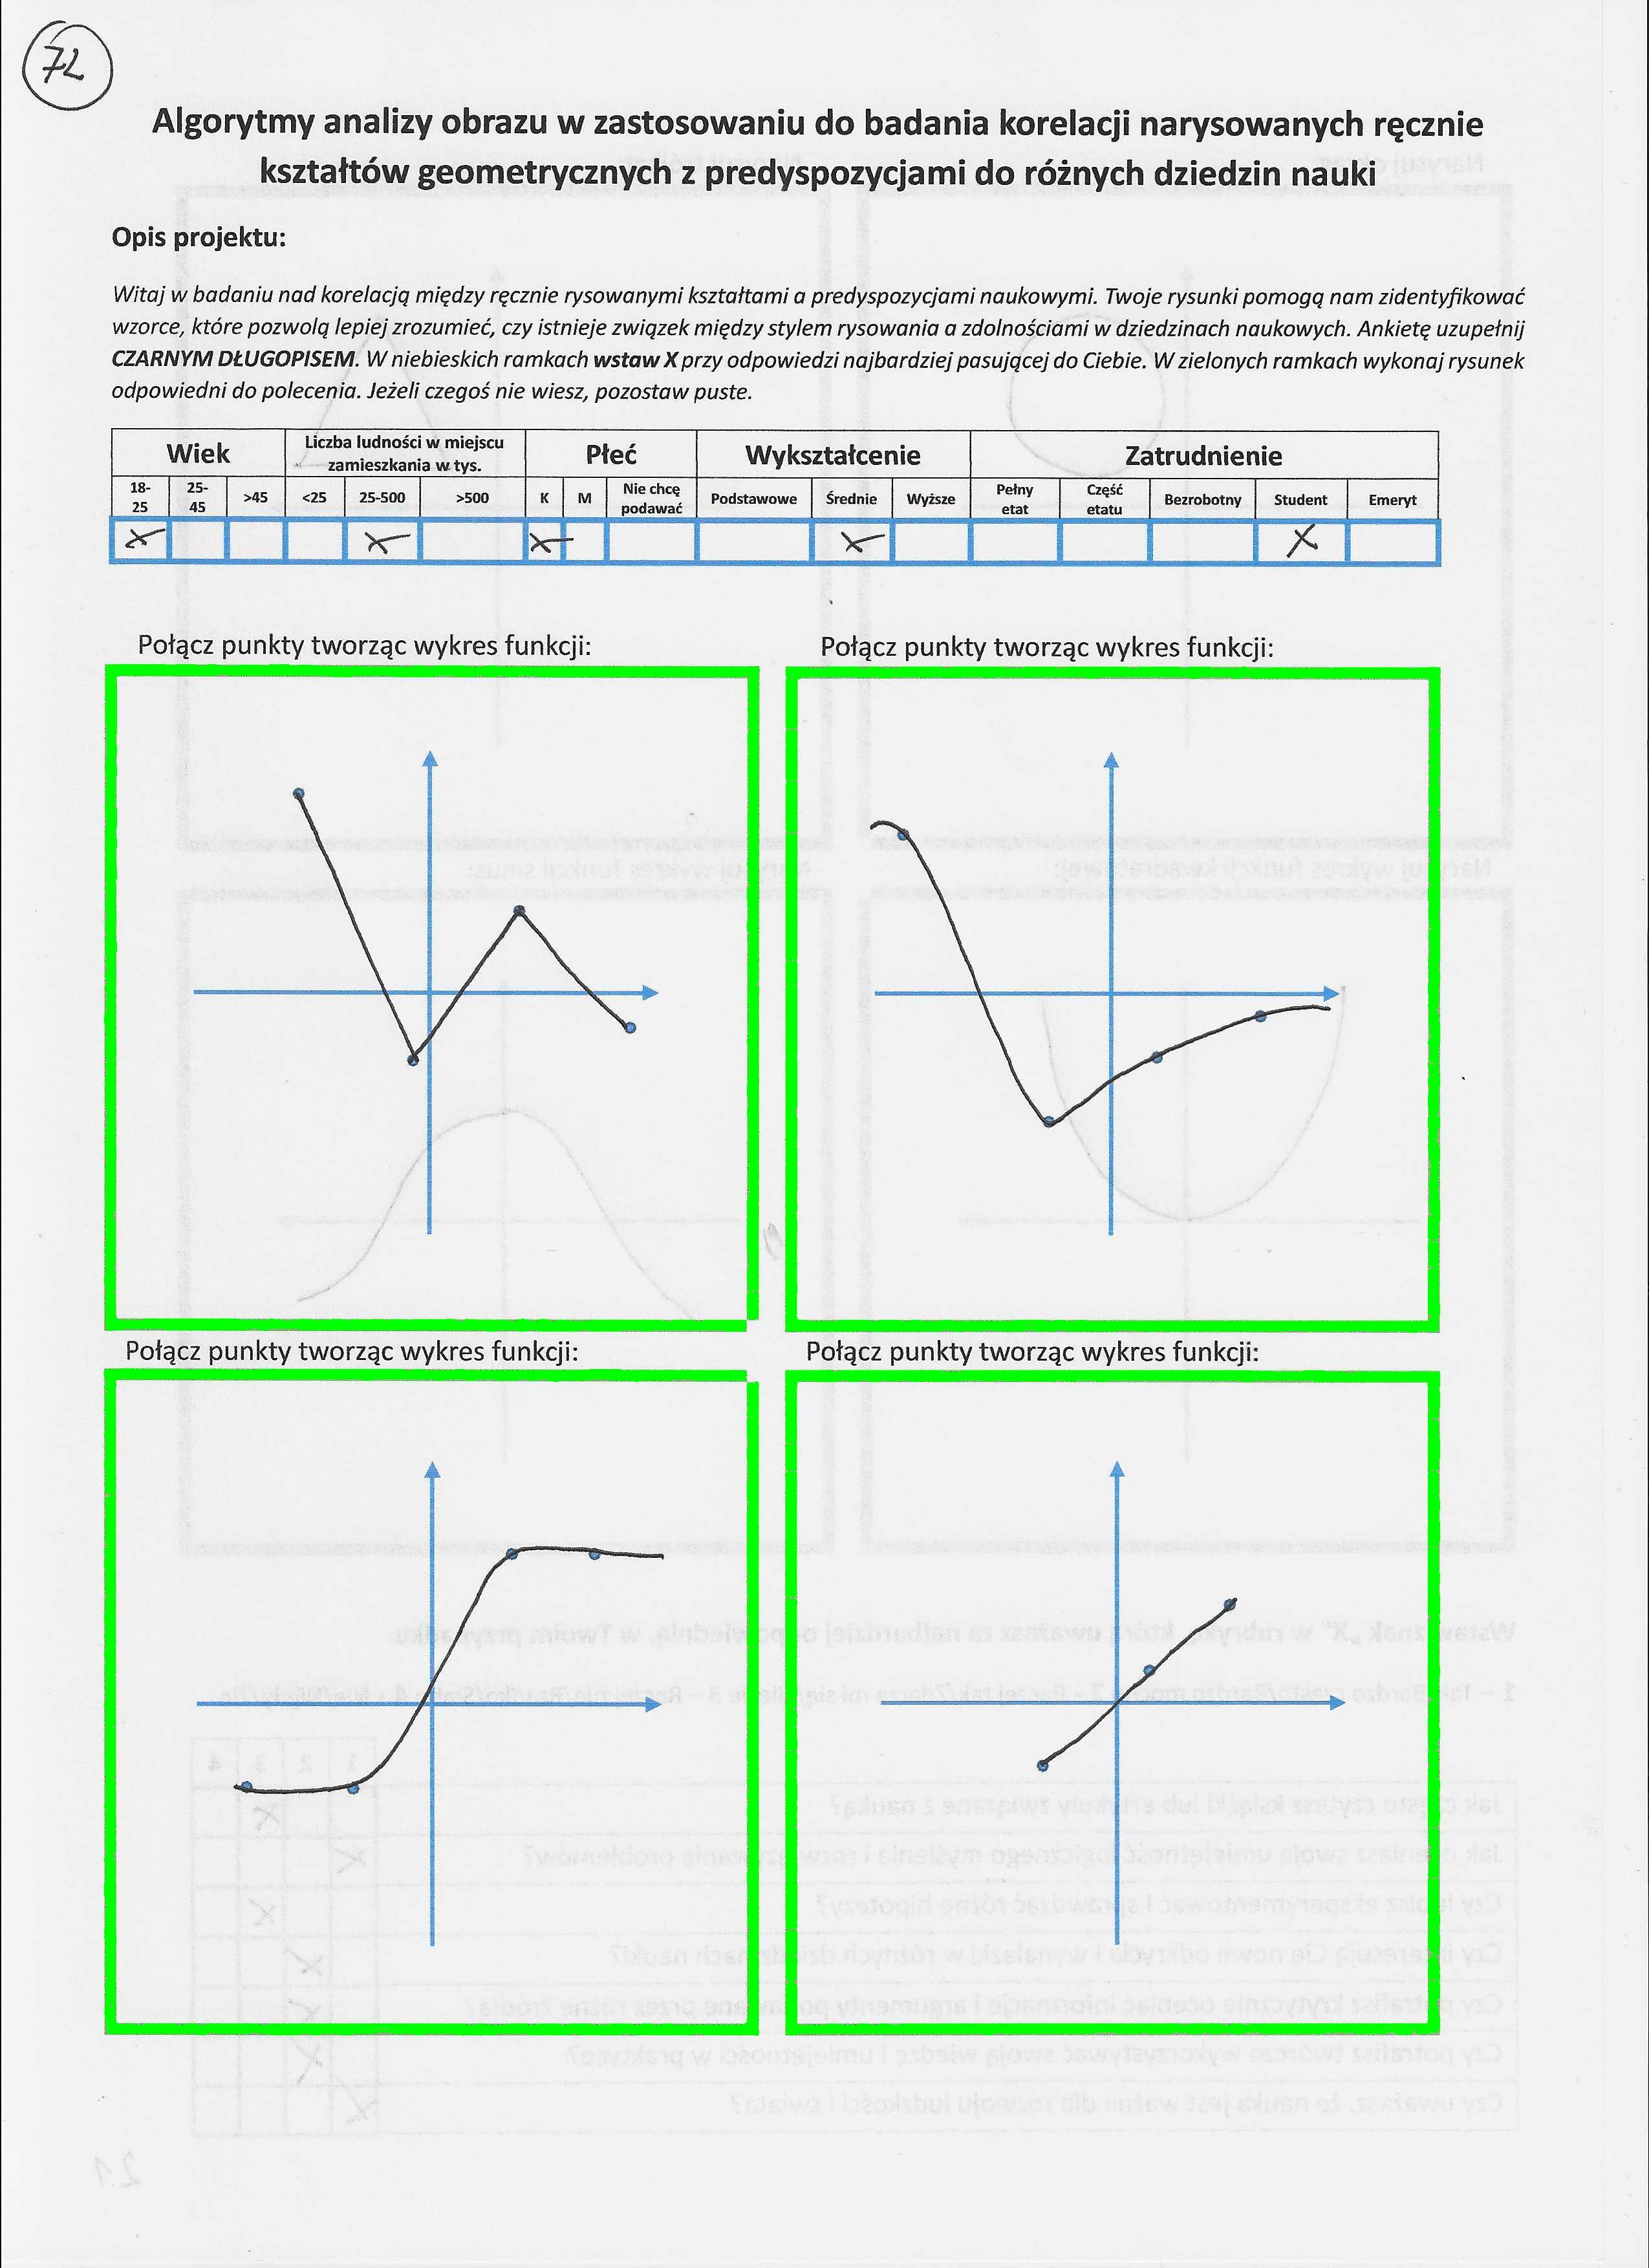 72
Algorytmy analizy obrazu w zastosowaniu do badania korelacji narysowanych ręcznie
kształtów geometrycznych z predyspozycjami do różnych dziedzin nauki
Opis projektu:
Witaj w badaniu nad korelacją między ręcznie rysowanymi kształtami a predyspozycjami naukowymi. Twoje rysunki pomogą nam zidentyfikować
wzorce, które pozwolą lepiej zrozumieć, czy istnieje związek między stylem rysowania a zdolnościami w dziedzinach naukowych. Ankietę uzupełnij
CZARNYM DŁUGOPISEM. W niebieskich ramkach wstaw X przy odpowiedzi najbardziej pasującej do Ciebie. W zielonych ramkach wykonaj rysunek
odpowiedni do polecenia. Jeżeli czegoś nie wiesz, pozostaw puste.
Wiek Liczba ludności w miejscu zamieszkania w tys. Płeć Wykształcenie Zatrudnienie
18-25 25-45 >45 <25 25-500 >500 K M Nie chcę podawać Podstawowe Średnie Wyższe Pełny etat Część etatu Bezrobotny Student Emeryt
X X X X X
Połącz punkty tworząc wykres funkcji: Połącz punkty tworząc wykres funkcji:
Połącz punkty tworząc wykres funkcji: Połącz punkty tworząc wykres funkcji: